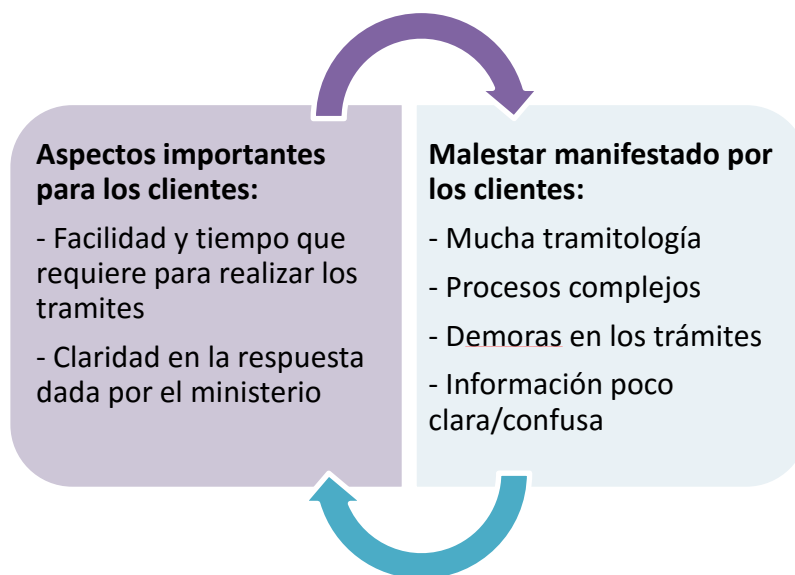 Aspectos importantes
para los clientes:
- Facilidad y tiempo que
requiere para realizar los
tramites
- Claridad en la respuesta
dada por el ministerio
Malestar manifestado por
los clientes:
- Mucha tramitología
- Procesos complejos
- Demoras en los trámites
- Información poco
clara/confusa